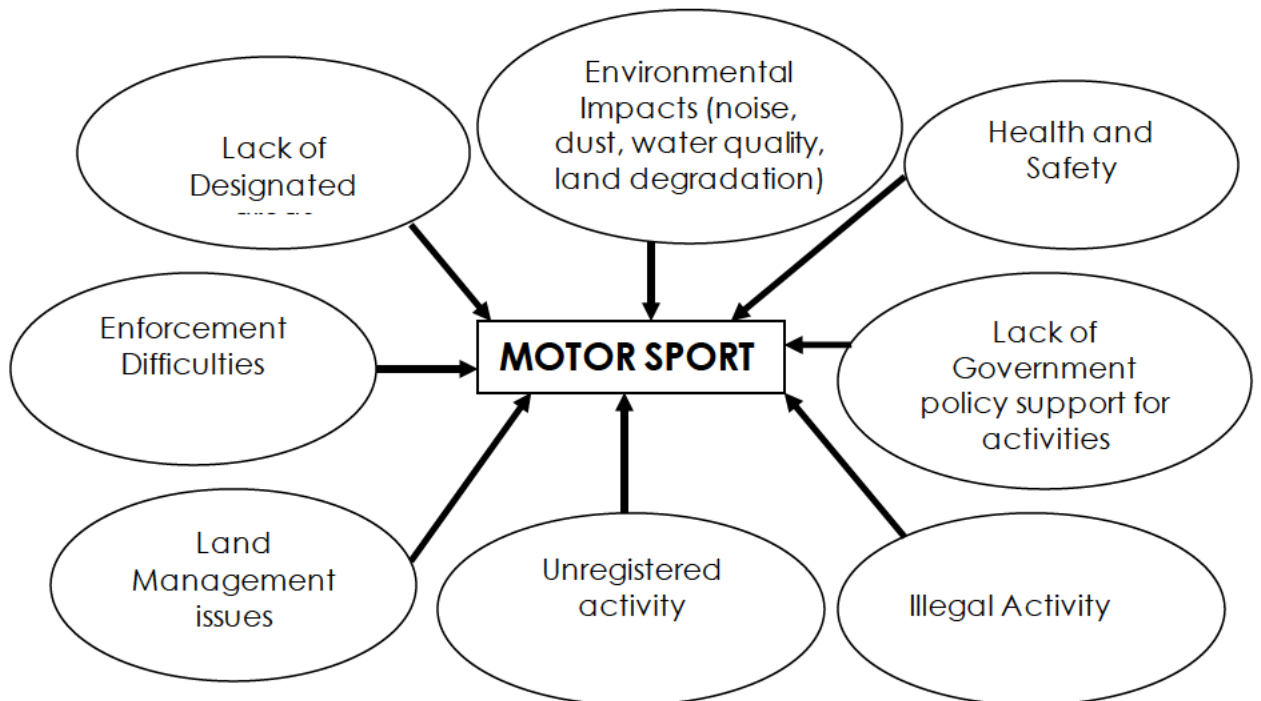 Environmental
Impacts (noise,
dust, water quality,
land degradation)
Lack of
Designated
Health and
Safety
Enforcement
Difficulties
MOTOR SPORT
Lack of
Government
policy support for
activities
Land
Management
issues
Unregistered
activity
Illegal Activity